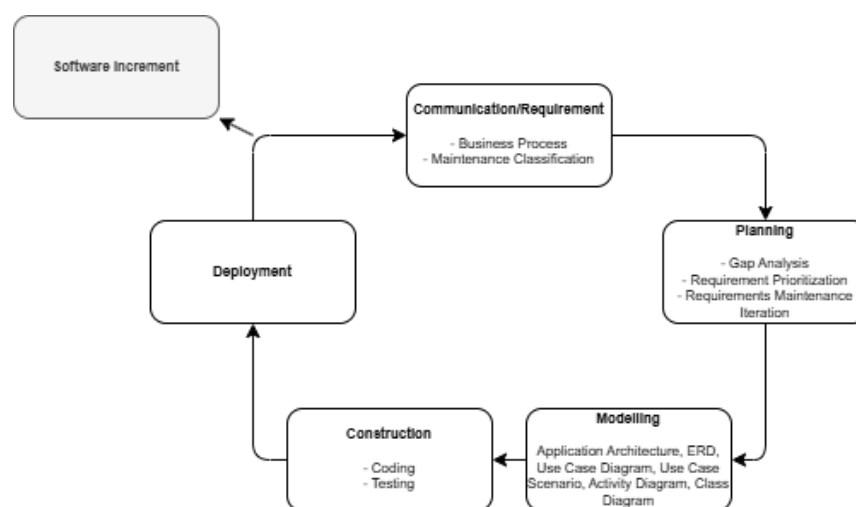 Software Increment
Communication/Requirement
- Business Process
- Maintenance Classification
Planning
- Gap Analysis
- Requirement Prioritization
- Requirements Maintenance
Iteration
Modelling
Application Architecture, ERD,
Use Case Diagram, Use Case
Scenario, Activity Diagram, Class
Diagram
Construction
- Coding
- Testing
Deployment